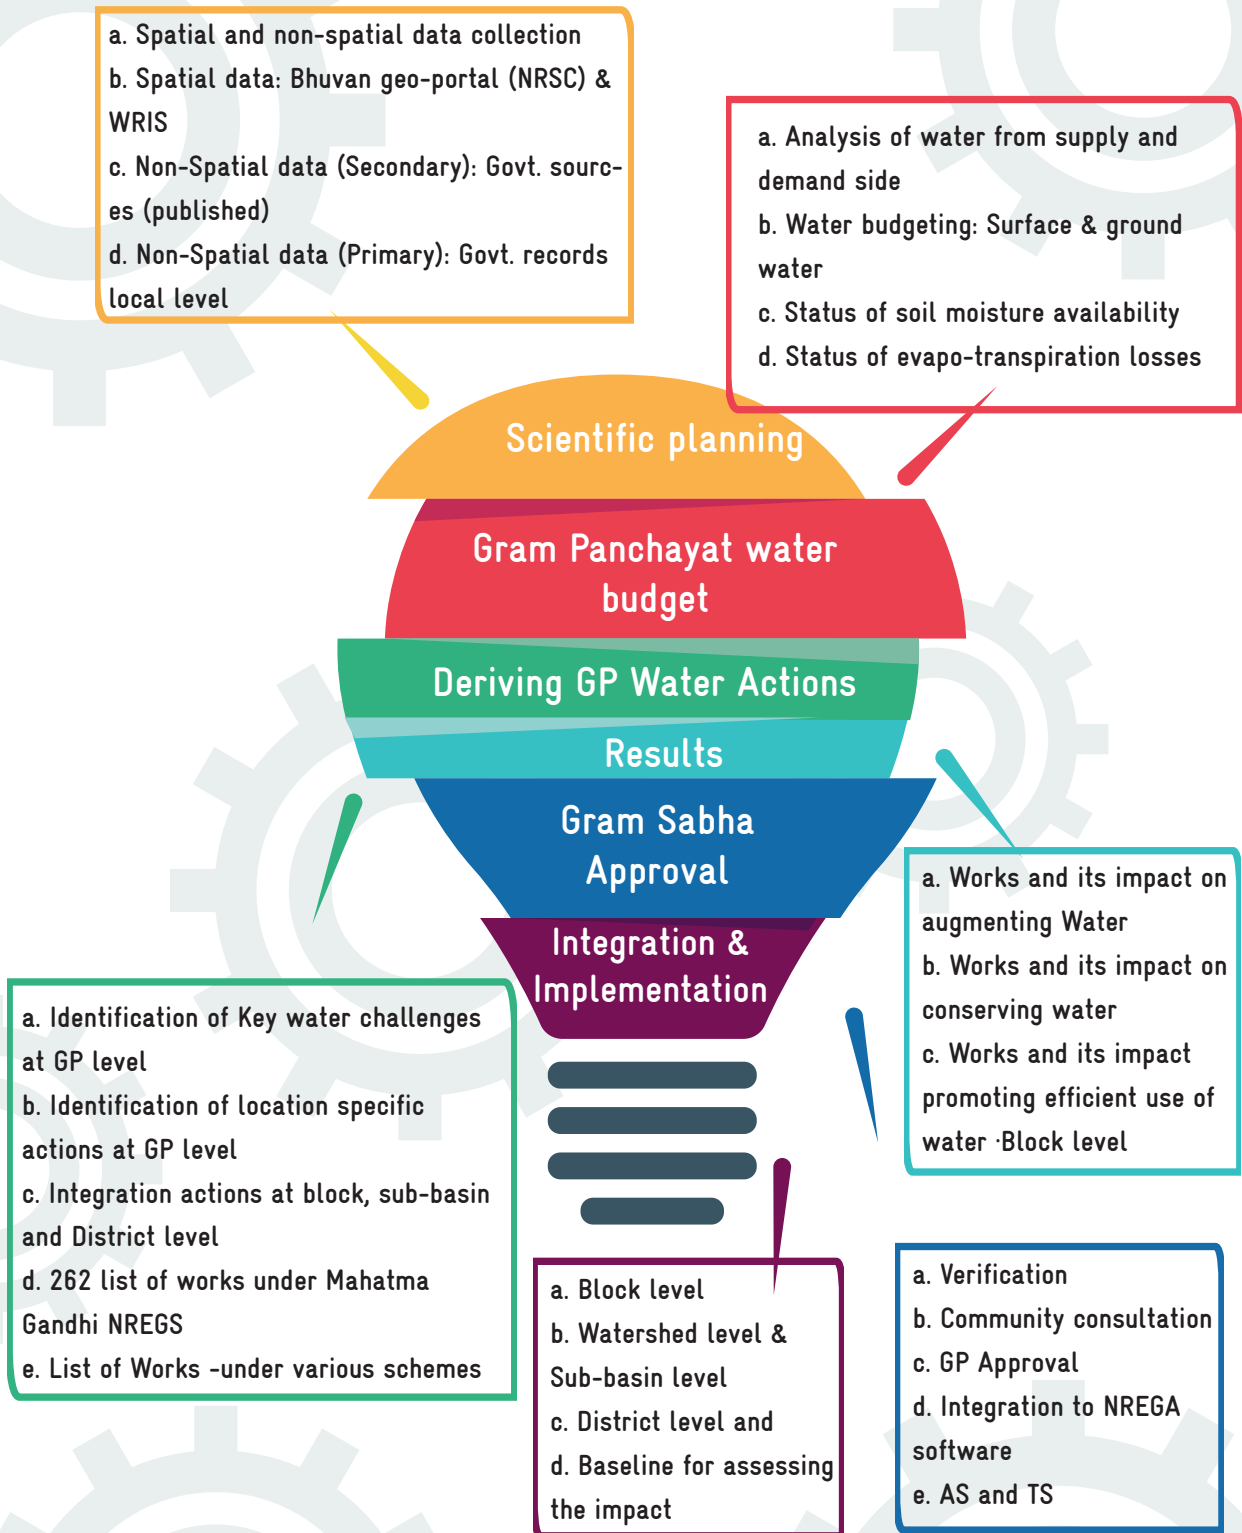 a. Spatial and non-spatial data collection
b. Spatial data: Bhuvan geo-portal (NRSC) &
WRIS
c. Non-Spatial data (Secondary): Govt. sourc-
es (published)
d. Non-Spatial data (Primary): Govt. records
local level
a. Analysis of water from supply and
demand side
b. Water budgeting: Surface & ground
water
c. Status of soil moisture availability
d. Status of evapo-transpiration losses
Scientific planning
Gram Panchayat water
budget
Deriving GP Water Actions
Results
Gram Sabha
Approval
Integration &
Implementation
a. Works and its impact on
augmenting Water
b. Works and its impact on
conserving water
c. Works and its impact
promoting efficient use of
water ·Block level
a. Identification of Key water challenges
at GP level
b. Identification of location specific
actions at GP level
c. Integration actions at block, sub-basin
and District level
d. 262 list of works under Mahatma
Gandhi NREGS
e. List of Works -under various schemes
a. Block level
b. Watershed level &
Sub-basin level
c. District level and
d. Baseline for assessing
the impact
a. Verification
b. Community consultation
c. GP Approval
d. Integration to NREGA
software
e. AS and TS